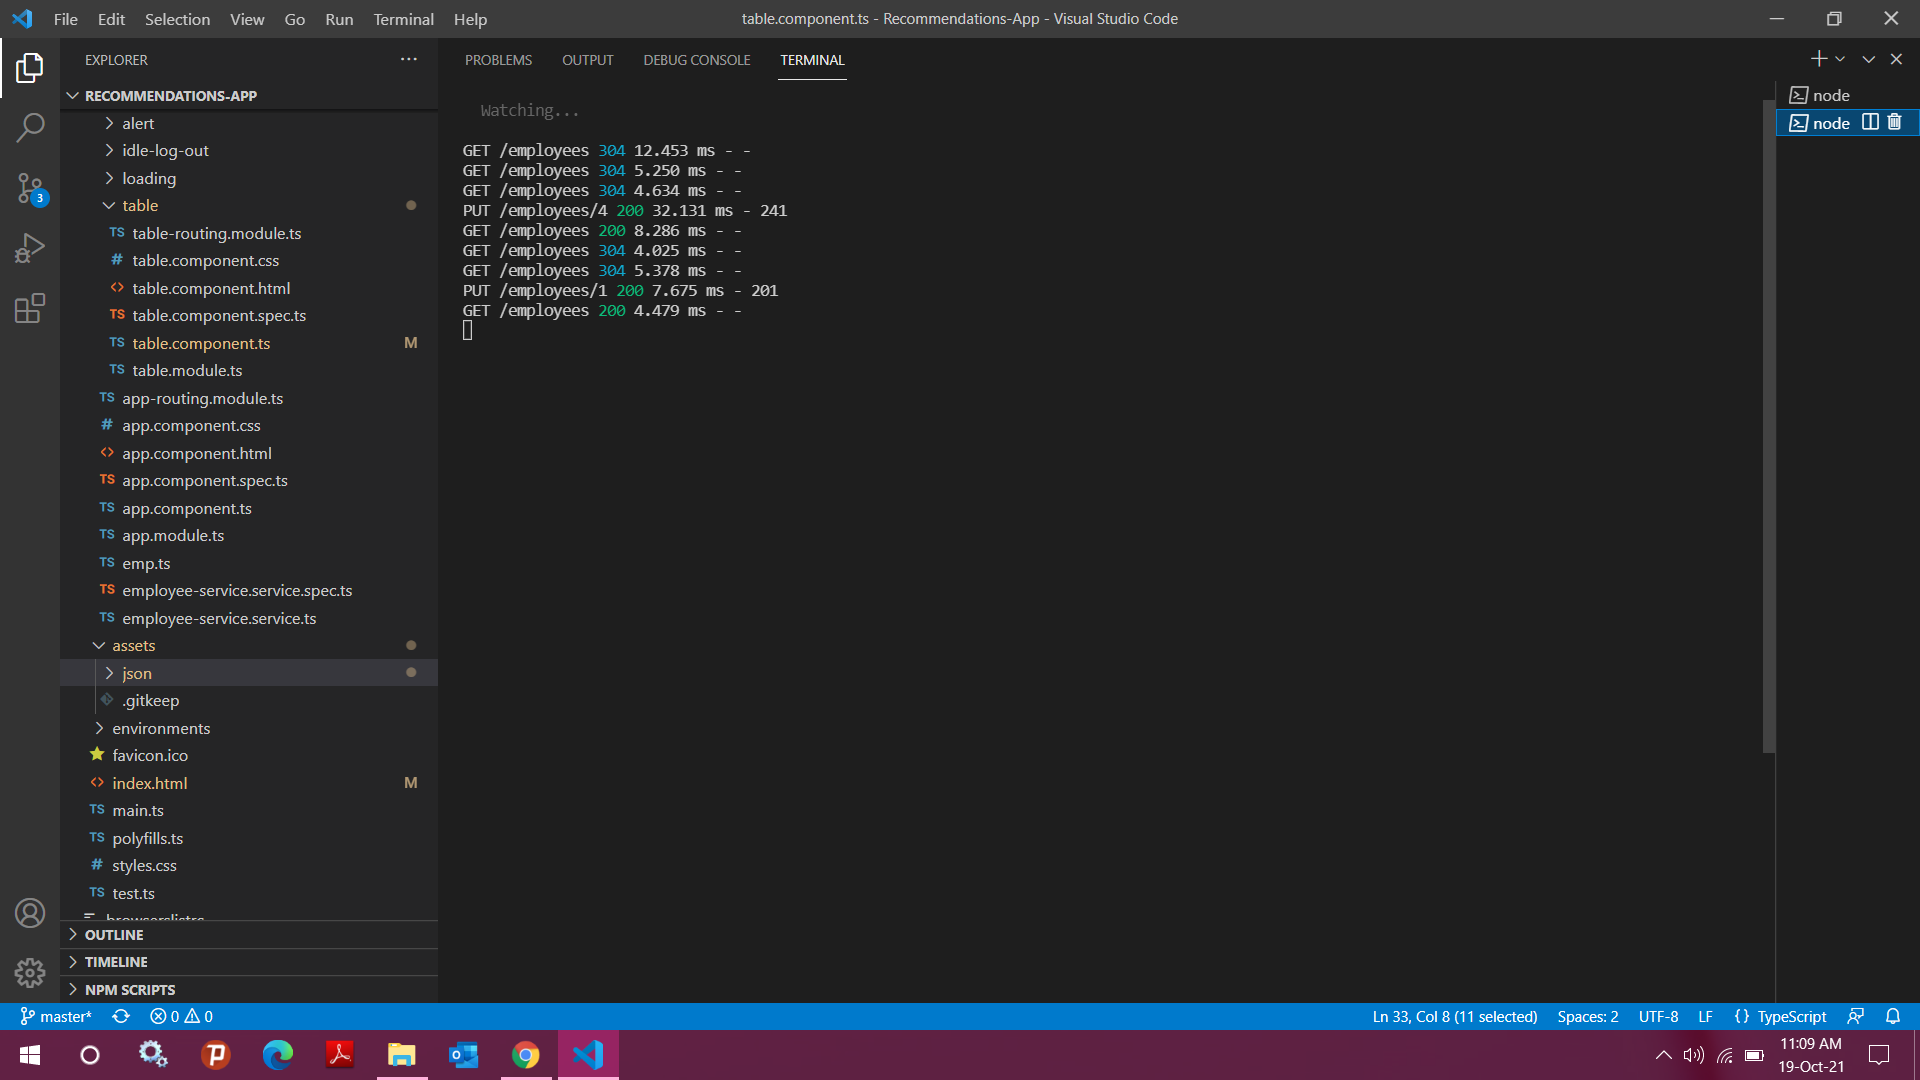 File Edit Selection View Go Run Terminal Help
table.component.ts - Recommendations-App - Visual Studio Code
EXPLORER
RECOMMENDATIONS-APP
alert
idle-log-out
loading
table
TS table-routing.module.ts
# table.component.css
<> table.component.html
TS table.component.spec.ts
TS table.component.ts M
TS table.module.ts
TS app-routing.module.ts
# app.component.css
<> app.component.html
TS app.component.spec.ts
TS app.component.ts
TS app.module.ts
TS emp.ts
TS employee-service.service.spec.ts
TS employee-service.service.ts
assets
json
.gitkeep
environments
favicon.ico
<> index.html M
TS main.ts
TS polyfills.ts
# styles.css
TS test.ts
.browserslistrc
OUTLINE
TIMELINE
NPM SCRIPTS
3
PROBLEMS OUTPUT DEBUG CONSOLE TERMINAL
Watching...
GET /employees 304 12.453 ms - -
GET /employees 304 5.250 ms - -
GET /employees 304 4.634 ms - -
PUT /employees/4 200 32.131 ms - 241
GET /employees 200 8.286 ms - -
GET /employees 304 4.025 ms - -
GET /employees 304 5.378 ms - -
PUT /employees/1 200 7.675 ms - 201
GET /employees 200 4.479 ms - -
node
node
master* 0 0
Ln 33, Col 8 (11 selected) Spaces: 2 UTF-8 LF {} TypeScript
11:09 AM
19-Oct-21